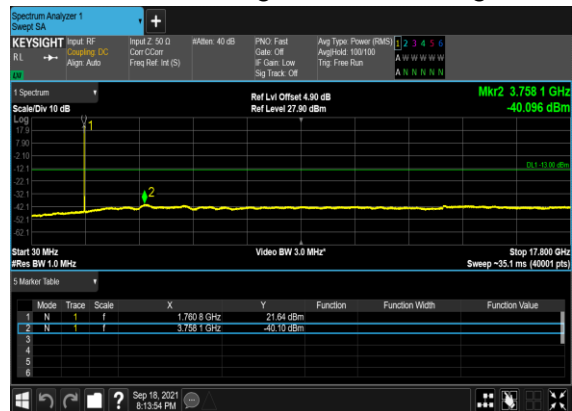 Spectrum Analyzer 1
Swept SA
+
KEYSIGHT Input: RF Input Z: 50 Ω #Atten: 40 dB PNO: Fast Avg Type: Power (RMS) 1 2 3 4 5 6
RL Coupling: DC Corr CCorr Gate: Off Avg|Hold: 100/100 A W W W W W
Align: Auto Freq Ref: Int (S) IF Gain: Low Trig: Free Run
LW Sig Track: Off A N N N N N
1 Spectrum Ref Lvl Offset 4.90 dB Mkr2 3.758 1 GHz
Scale/Div 10 dB Ref Level 27.90 dBm -40.096 dBm
Log
17.9
1
7.90
-2.10
-12.1 DL1 -13.00 dBm
-22.1
-32.1
2
-42.1
-52.1
-62.1
Start 30 MHz Video BW 3.0 MHz* Stop 17.800 GHz
#Res BW 1.0 MHz Sweep ~35.1 ms (40001 pts)
5 Marker Table
Mode Trace Scale X Y Function Function Width Function Value
1 N 1 f 1.760 8 GHz 21.64 dBm
2 N 1 f 3.758 1 GHz -40.10 dBm
3
4
5
6
? Sep 18, 2021
8:13:54 PM